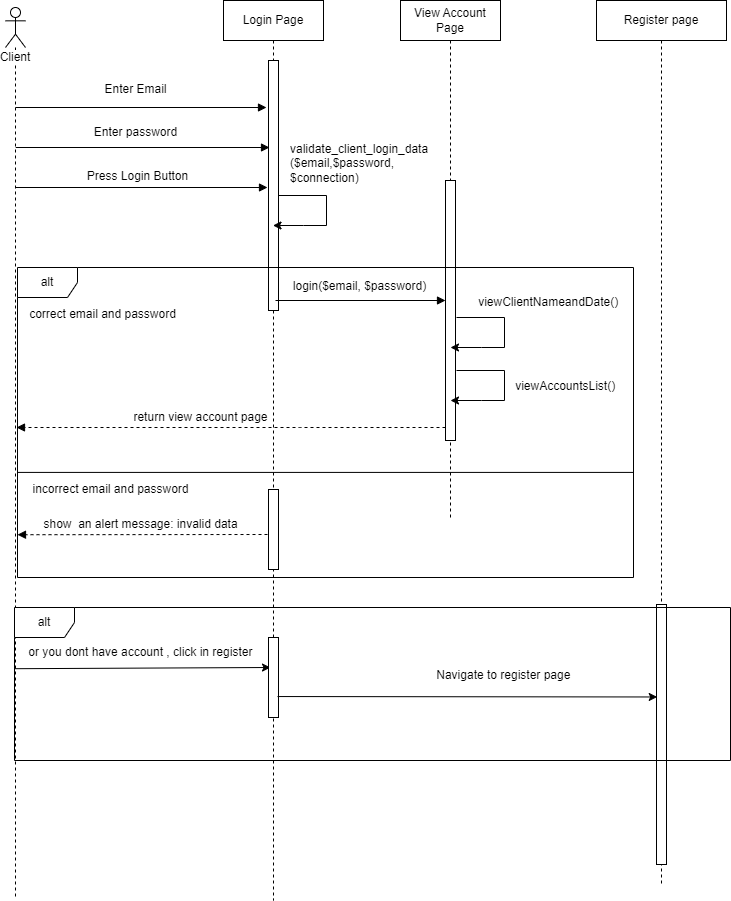 Client
Login Page
View Account
Page
Register page
Enter Email
Enter password
validate_client_login_data
($email,$password,
$connection)
Press Login Button
alt
login($email, $password)
viewClientNameandDate()
correct email and password
viewAccountsList()
return view account page
incorrect email and password
show  an alert message: invalid data
alt
or you dont have account , click in register
Navigate to register page